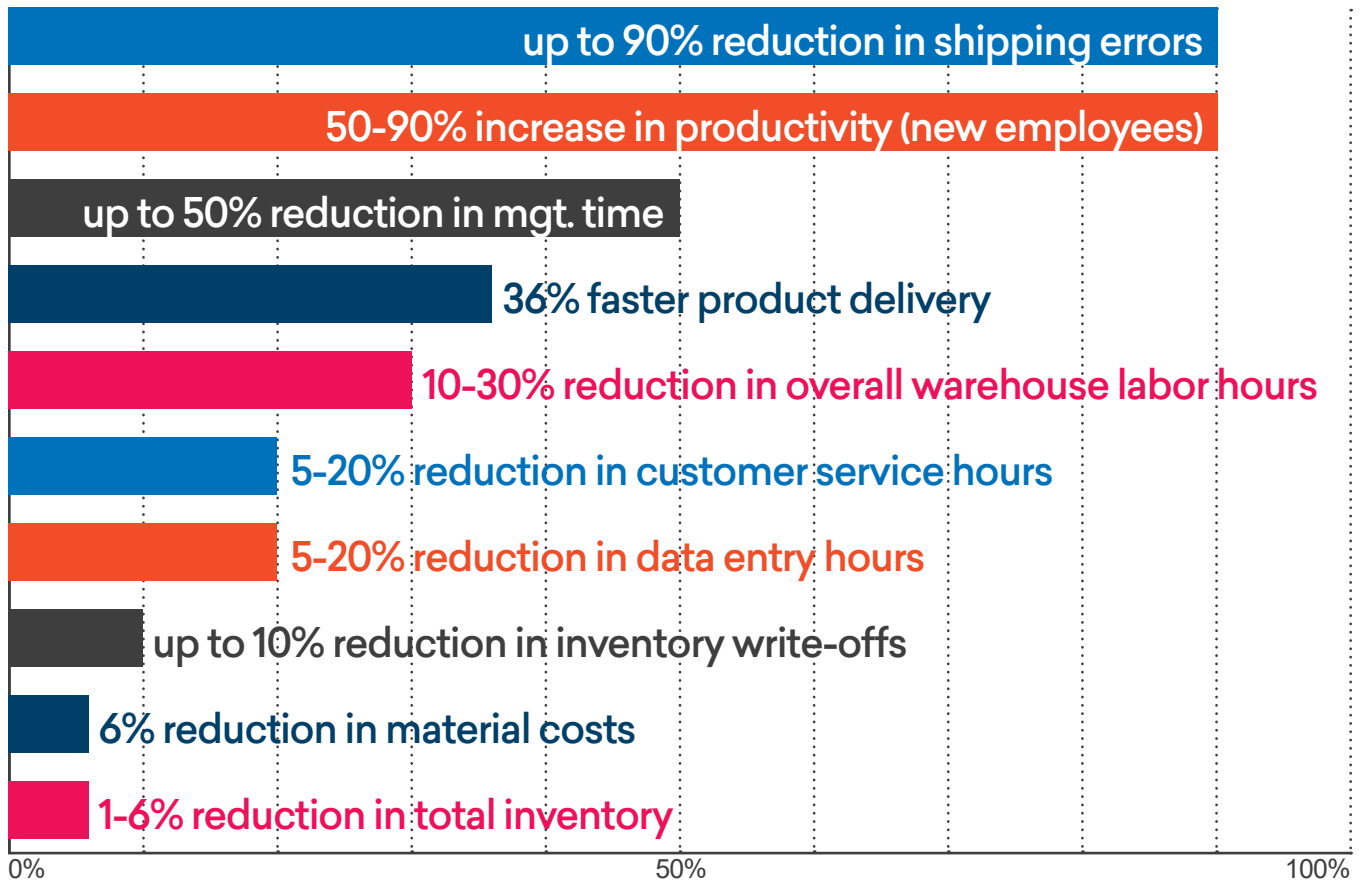 up to 90% reduction in shipping errors
50-90% increase in productivity (new employees)
up to 50% reduction in mgt. time
36% faster product delivery
10-30% reduction in overall warehouse labor hours
5-20% reduction in customer service hours
5-20% reduction in data entry hours
up to 10% reduction in inventory write-offs
6% reduction in material costs
1-6% reduction in total inventory
0% 50% 100%